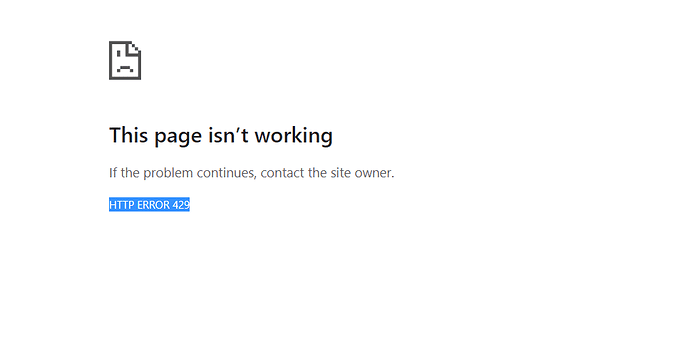 This page isn’t working
If the problem continues, contact the site owner.
HTTP ERROR 429